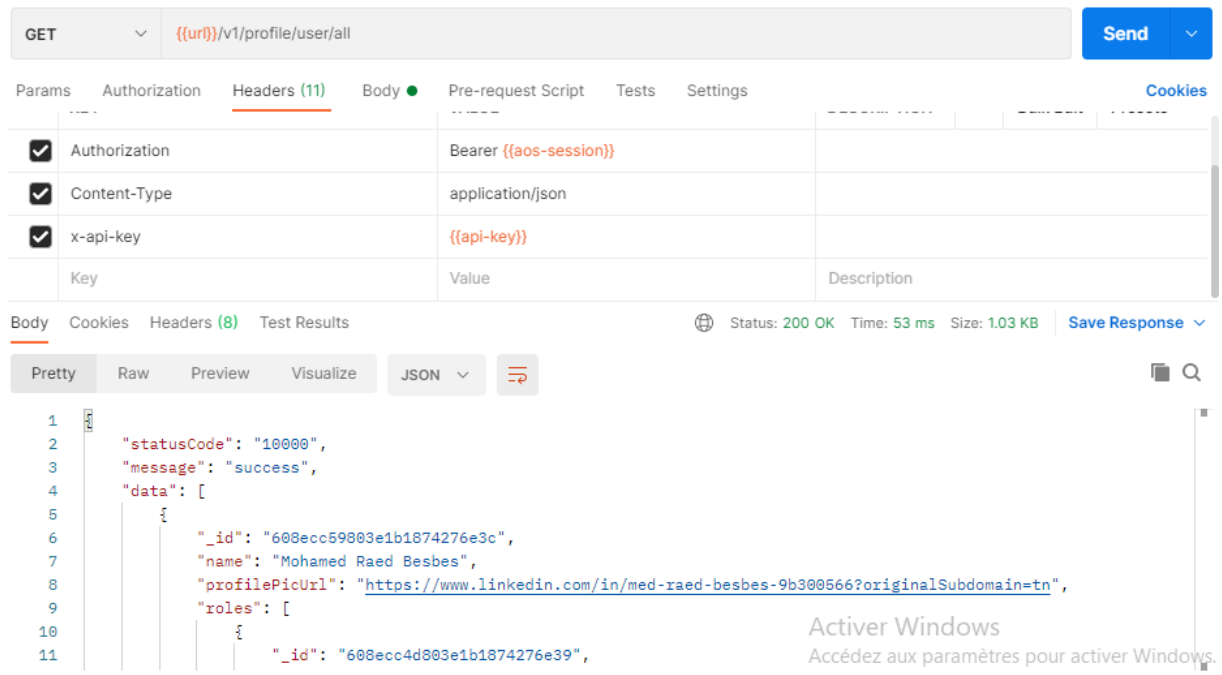 GET {{url}}/v1/profile/user/all Send
Params Authorization Headers (11) Body Pre-request Script Tests Settings Cookies
Authorization Bearer {{aos-session}}
Content-Type application/json
x-api-key {{api-key}}
Key Value Description
Body Cookies Headers (8) Test Results Status: 200 OK Time: 53 ms Size: 1.03 KB Save Response
Pretty Raw Preview Visualize JSON
1 {
2 "statusCode": "10000",
3 "message": "success",
4 "data": [
5 {
6 "_id": "608ecc59803e1b1874276e3c",
7 "name": "Mohamed Raed Besbes",
8 "profilePicUrl": "https://www.linkedin.com/in/med-raed-besbes-9b300566?originalSubdomain=tn",
9 "roles": [
10 {
11 "_id": "608ecc4d803e1b1874276e39",
Activer Windows
Accédez aux paramètres pour activer Windows.